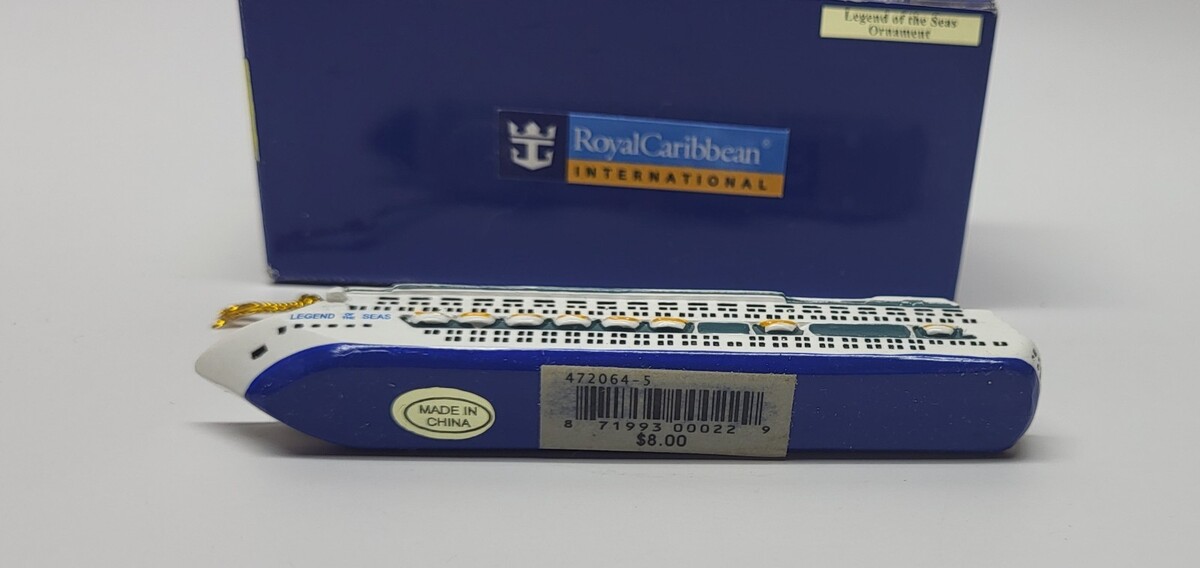 Legend of the Seas
Ornament
RoyalCaribbean®
INTERNATIONAL
LEGEND OF THE SEAS
MADE IN
CHINA
472064-5
8 71993 00022 9
$8.00